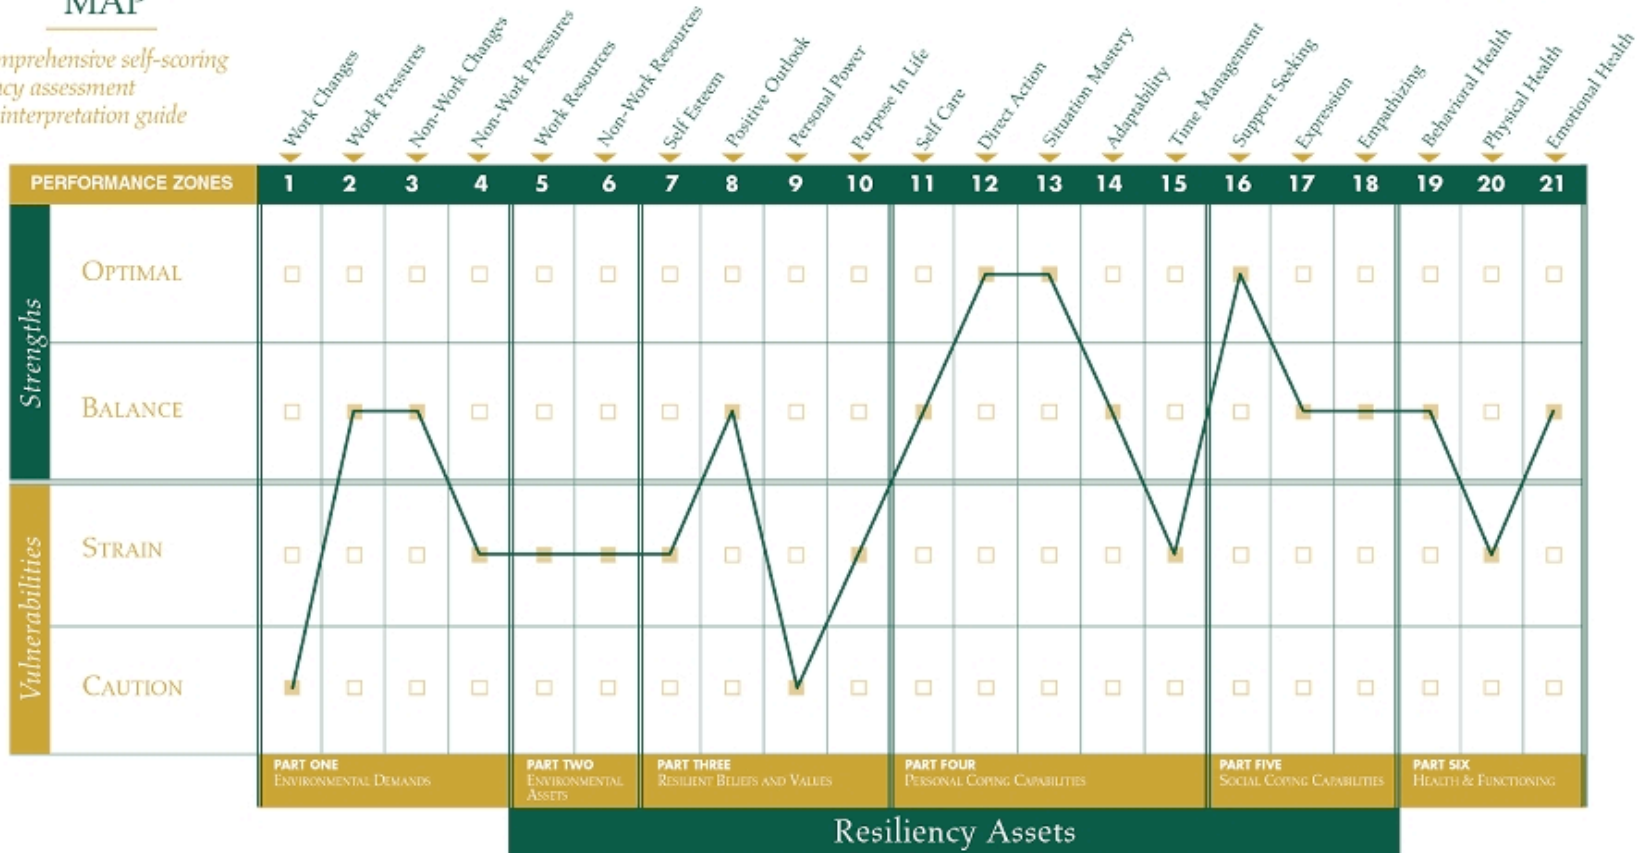 MAP
mprehensive self-scoring
cy assessment
interpretation guide
Work Changes
Work Pressures
Non-Work Changes
Non-Work Pressures
Work Resources
Non-Work Resources
Self Esteem
Positive Outlook
Personal Power
Purpose In Life
Self Care
Direct Action
Situation Mastery
Adaptability
Time Management
Support Seeking
Expression
Empathizing
Behavioral Health
Physical Health
Emotional Health
PERFORMANCE ZONES 1 2 3 4 5 6 7 8 9 10 11 12 13 14 15 16 17 18 19 20 21
Strengths
OPTIMAL
BALANCE
Vulnerabilities
STRAIN
CAUTION
PART ONE
ENVIRONMENTAL DEMANDS
PART TWO
ENVIRONMENTAL
ASSETS
PART THREE
RESILIENT BELIEFS AND VALUES
PART FOUR
PERSONAL COPING CAPABILITIES
PART FIVE
SOCIAL COPING CAPABILITIES
PART SIX
HEALTH & FUNCTIONING
Resiliency Assets